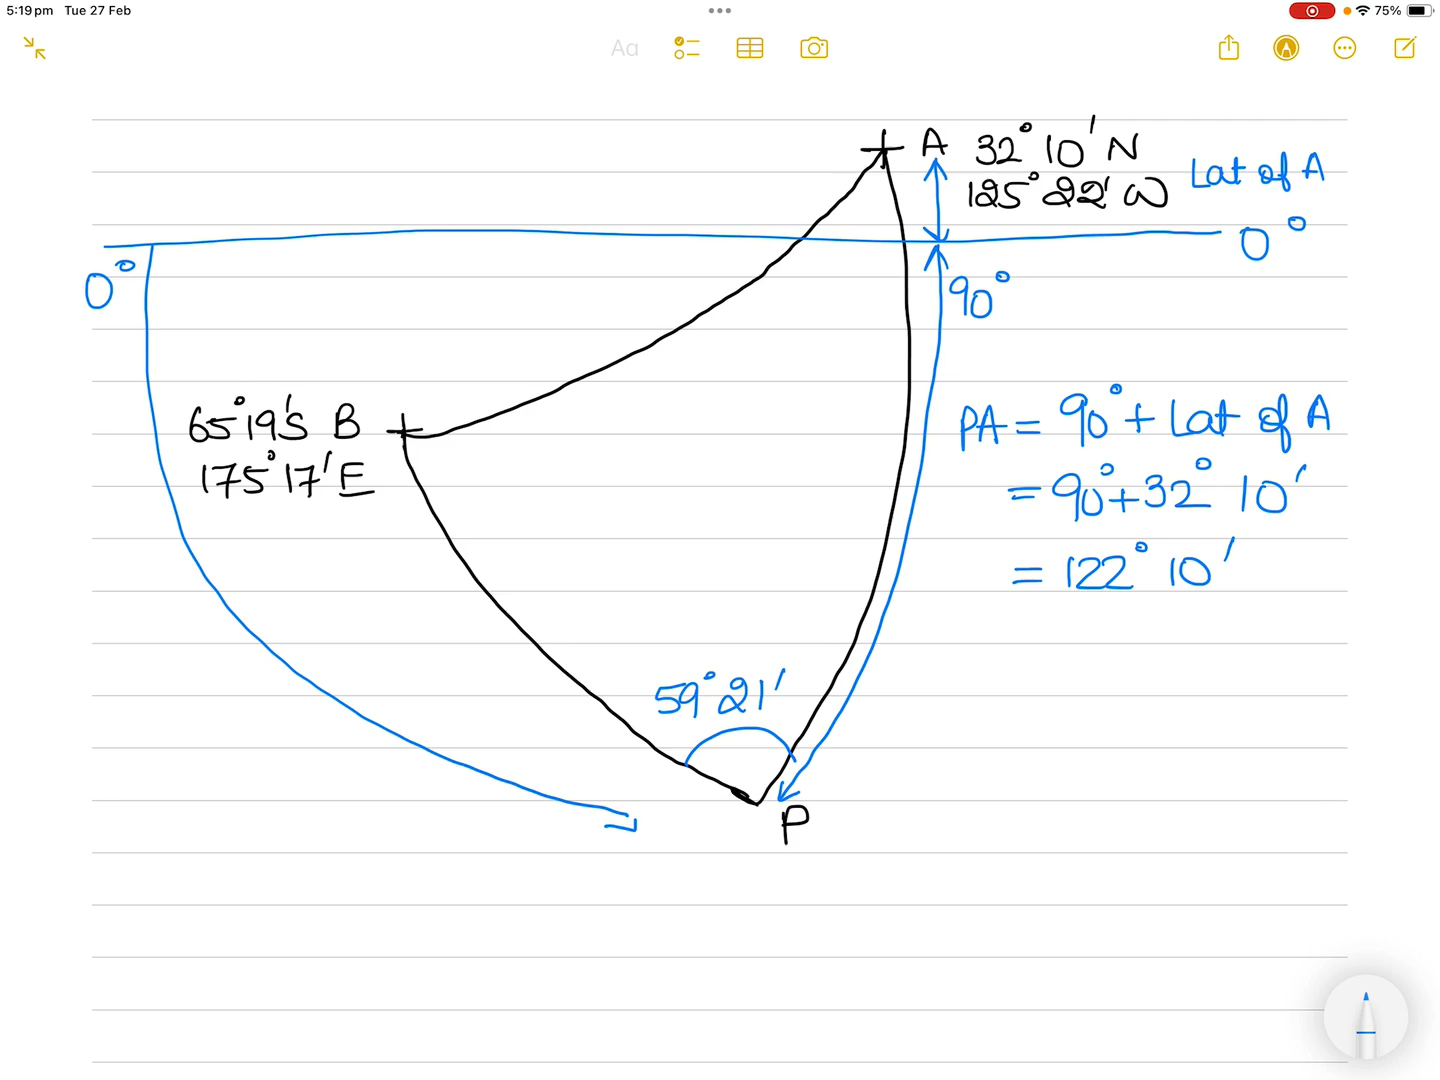 5:19 pm Tue 27 Feb
75%
Aa
A 32° 10' N
125° 22' W
Lat of A
0°
0°
90°
65° 19' S B
175° 17' E
PA = 90° + Lat of A
= 90° + 32° 10'
= 122° 10'
59° 21'
P